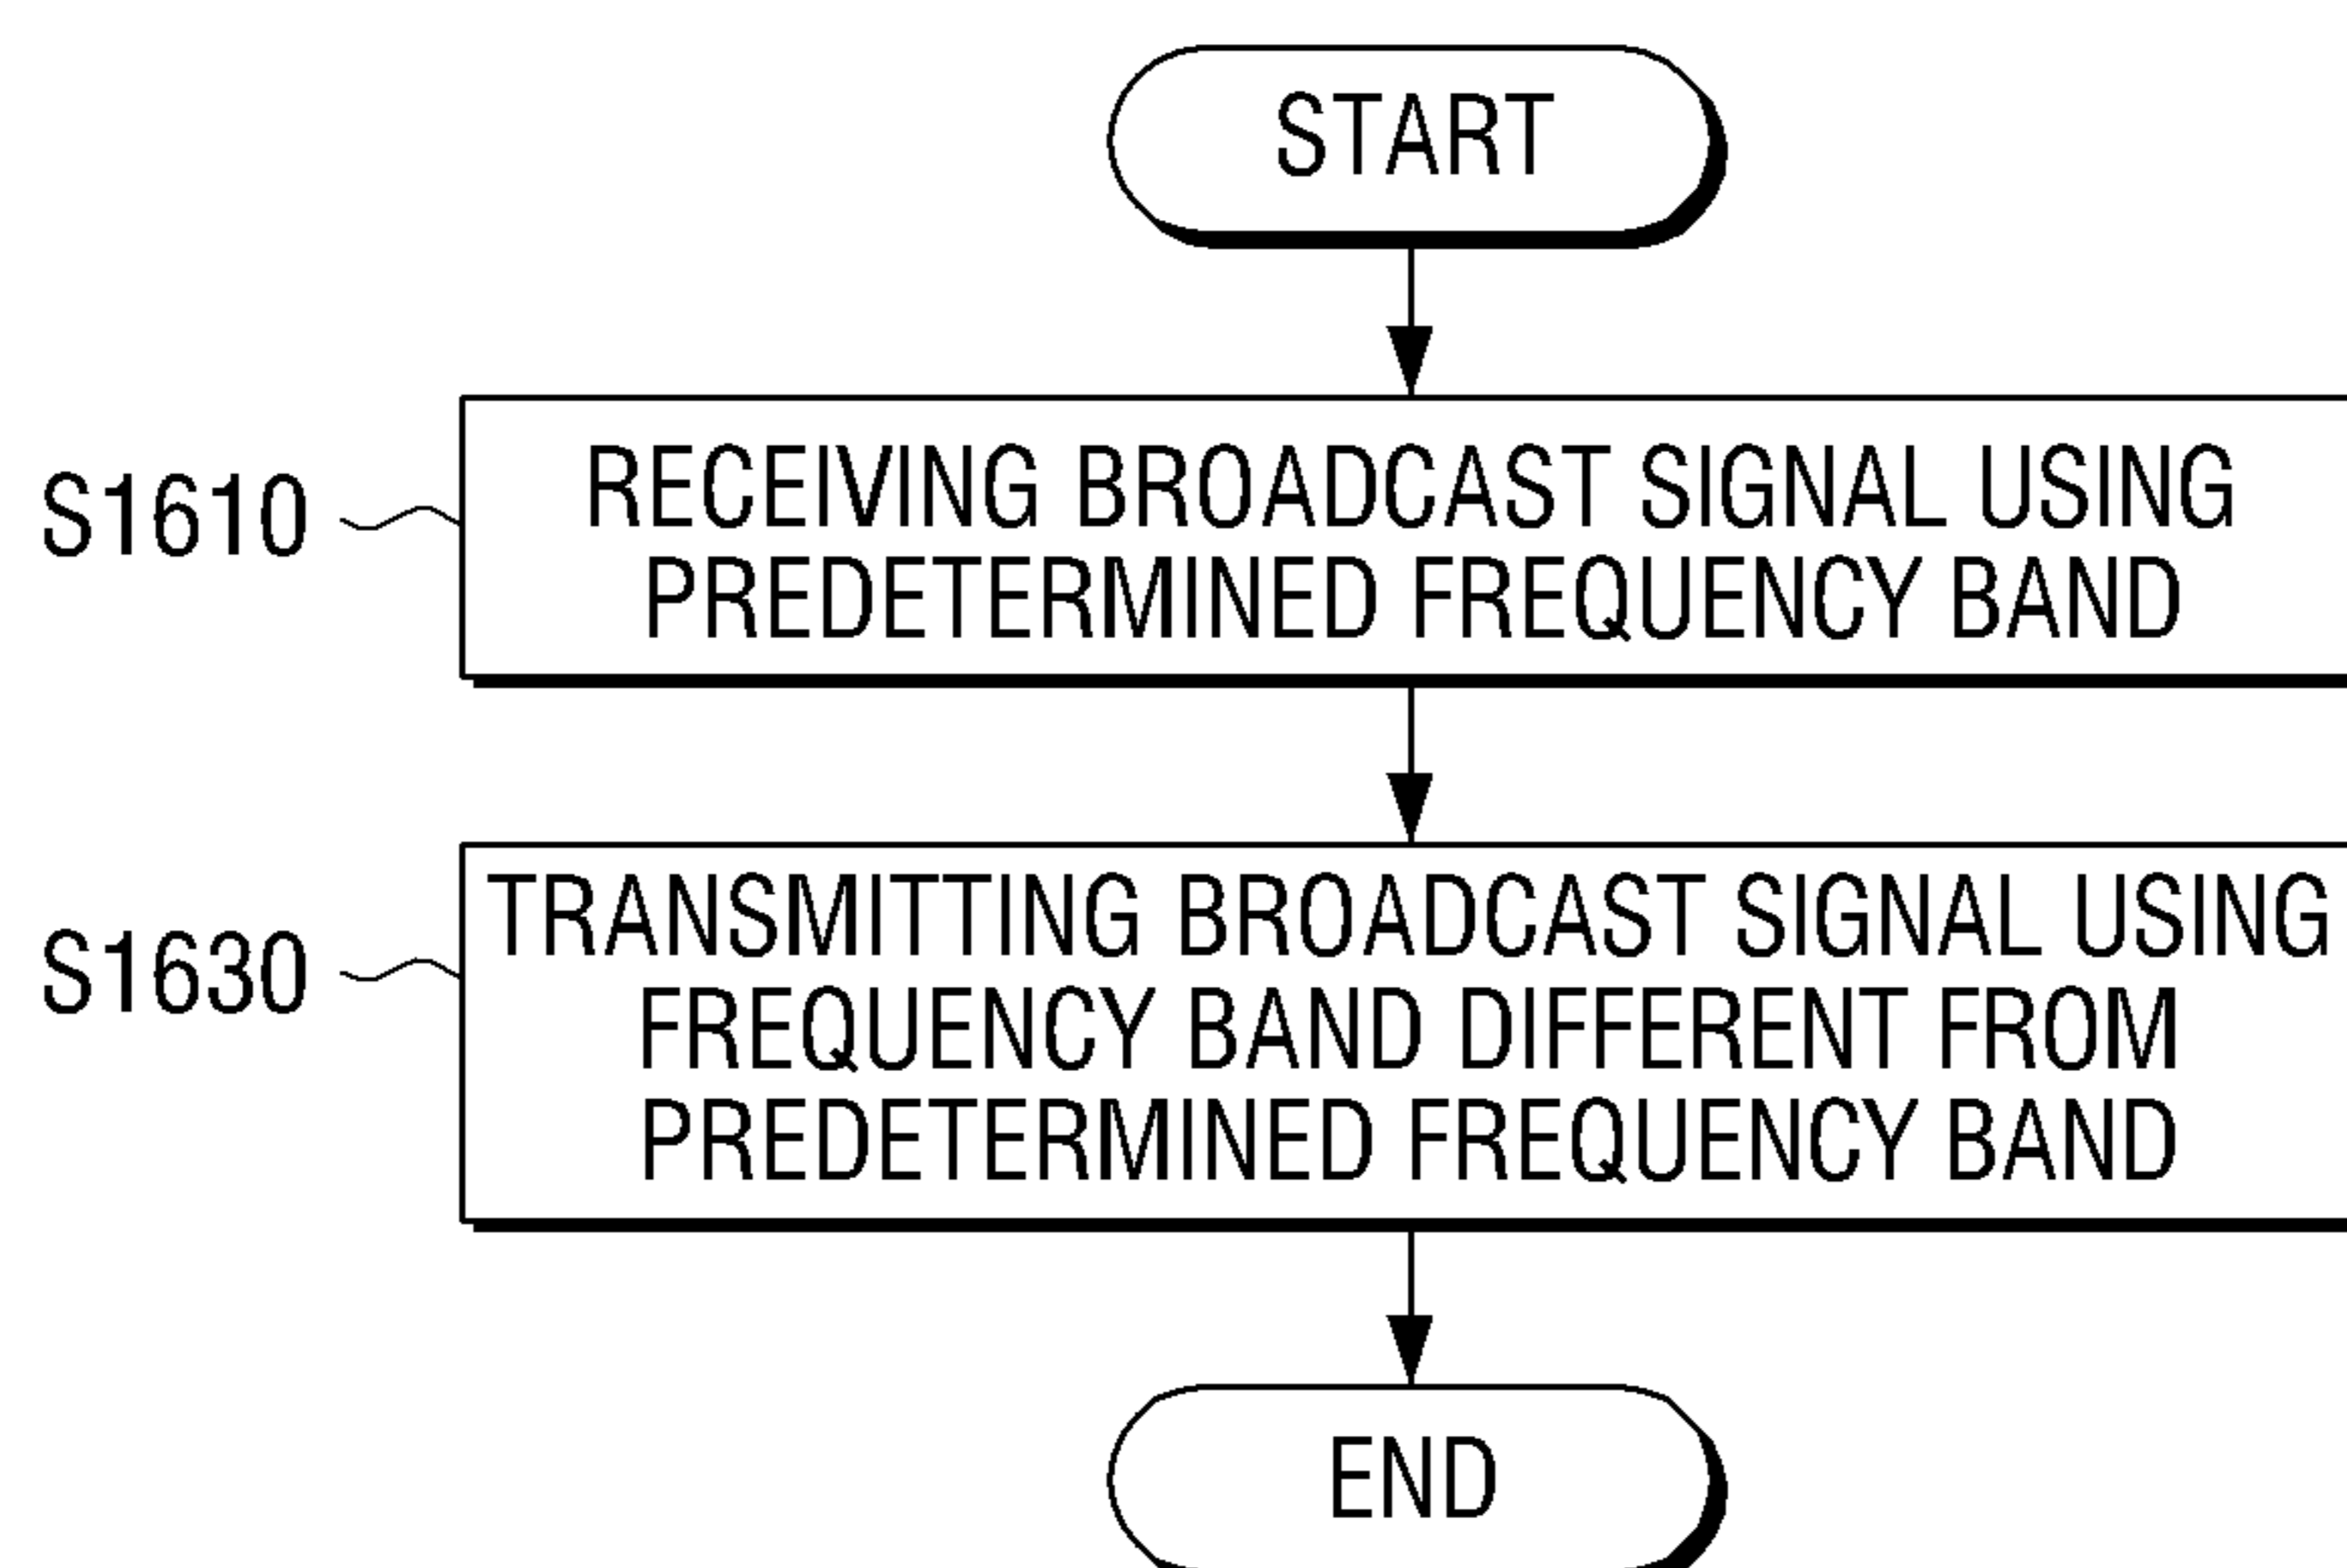 START
S1610
RECEIVING BROADCAST SIGNAL USING
PREDETERMINED FREQUENCY BAND
S1630
TRANSMITTING BROADCAST SIGNAL USING
FREQUENCY BAND DIFFERENT FROM
PREDETERMINED FREQUENCY BAND
END